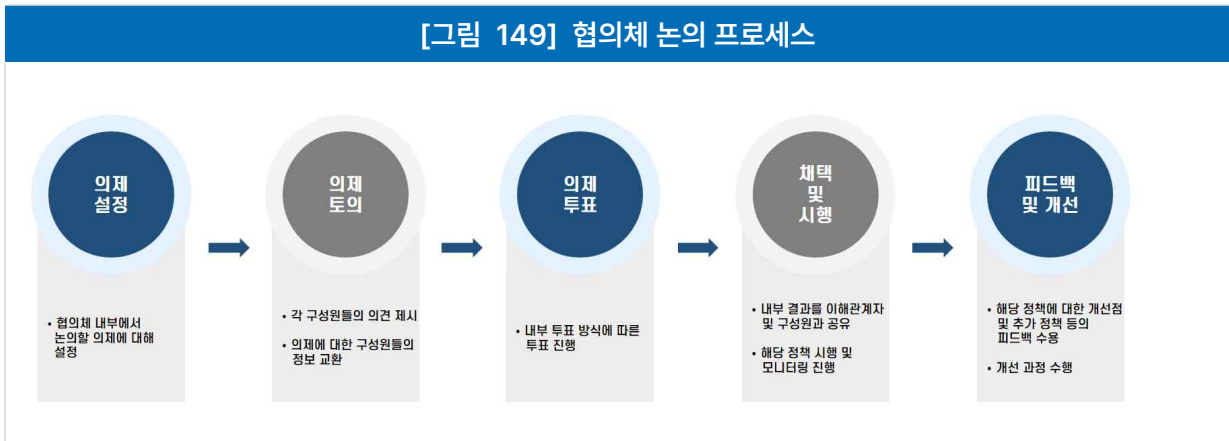 [그림 149] 협의체 논의 프로세스
의제
설정
• 협의체 내부에서
논의할 의제에 대해
설정
의제
토의
• 각 구성원들의 의견 제시
• 의제에 대한 구성원들의
정보 교환
의제
투표
• 내부 투표 방식에 따른
투표 진행
채택
및
시행
• 내부 결과를 이해관계자
및 구성원과 공유
• 해당 정책 시행 및
모니터링 진행
피드백
및 개선
• 해당 정책에 대한 개선점
및 추가 정책 등의
피드백 수용
• 개선 과정 수행